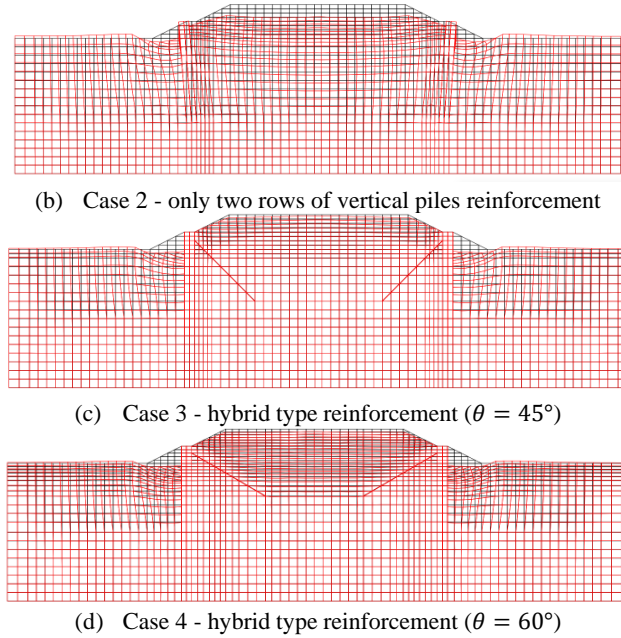 (b) Case 2 - only two rows of vertical piles reinforcement
(c) Case 3 - hybrid type reinforcement (θ = 45°)
(d) Case 4 - hybrid type reinforcement (θ = 60°)